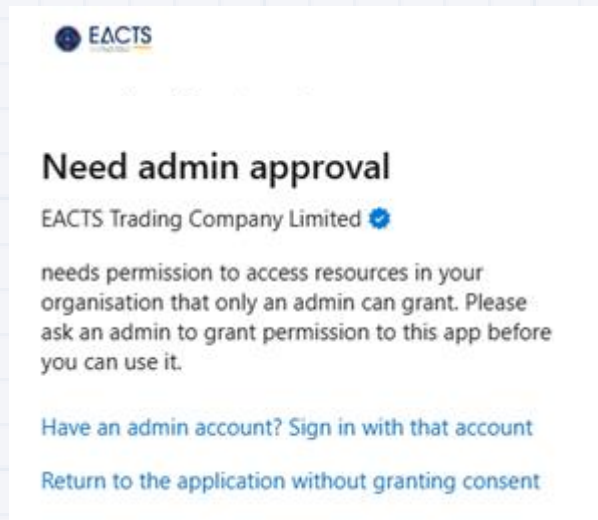 EACTS
Need admin approval
EACTS Trading Company Limited
needs permission to access resources in your
organisation that only an admin can grant. Please
ask an admin to grant permission to this app before
you can use it.
Have an admin account? Sign in with that account
Return to the application without granting consent